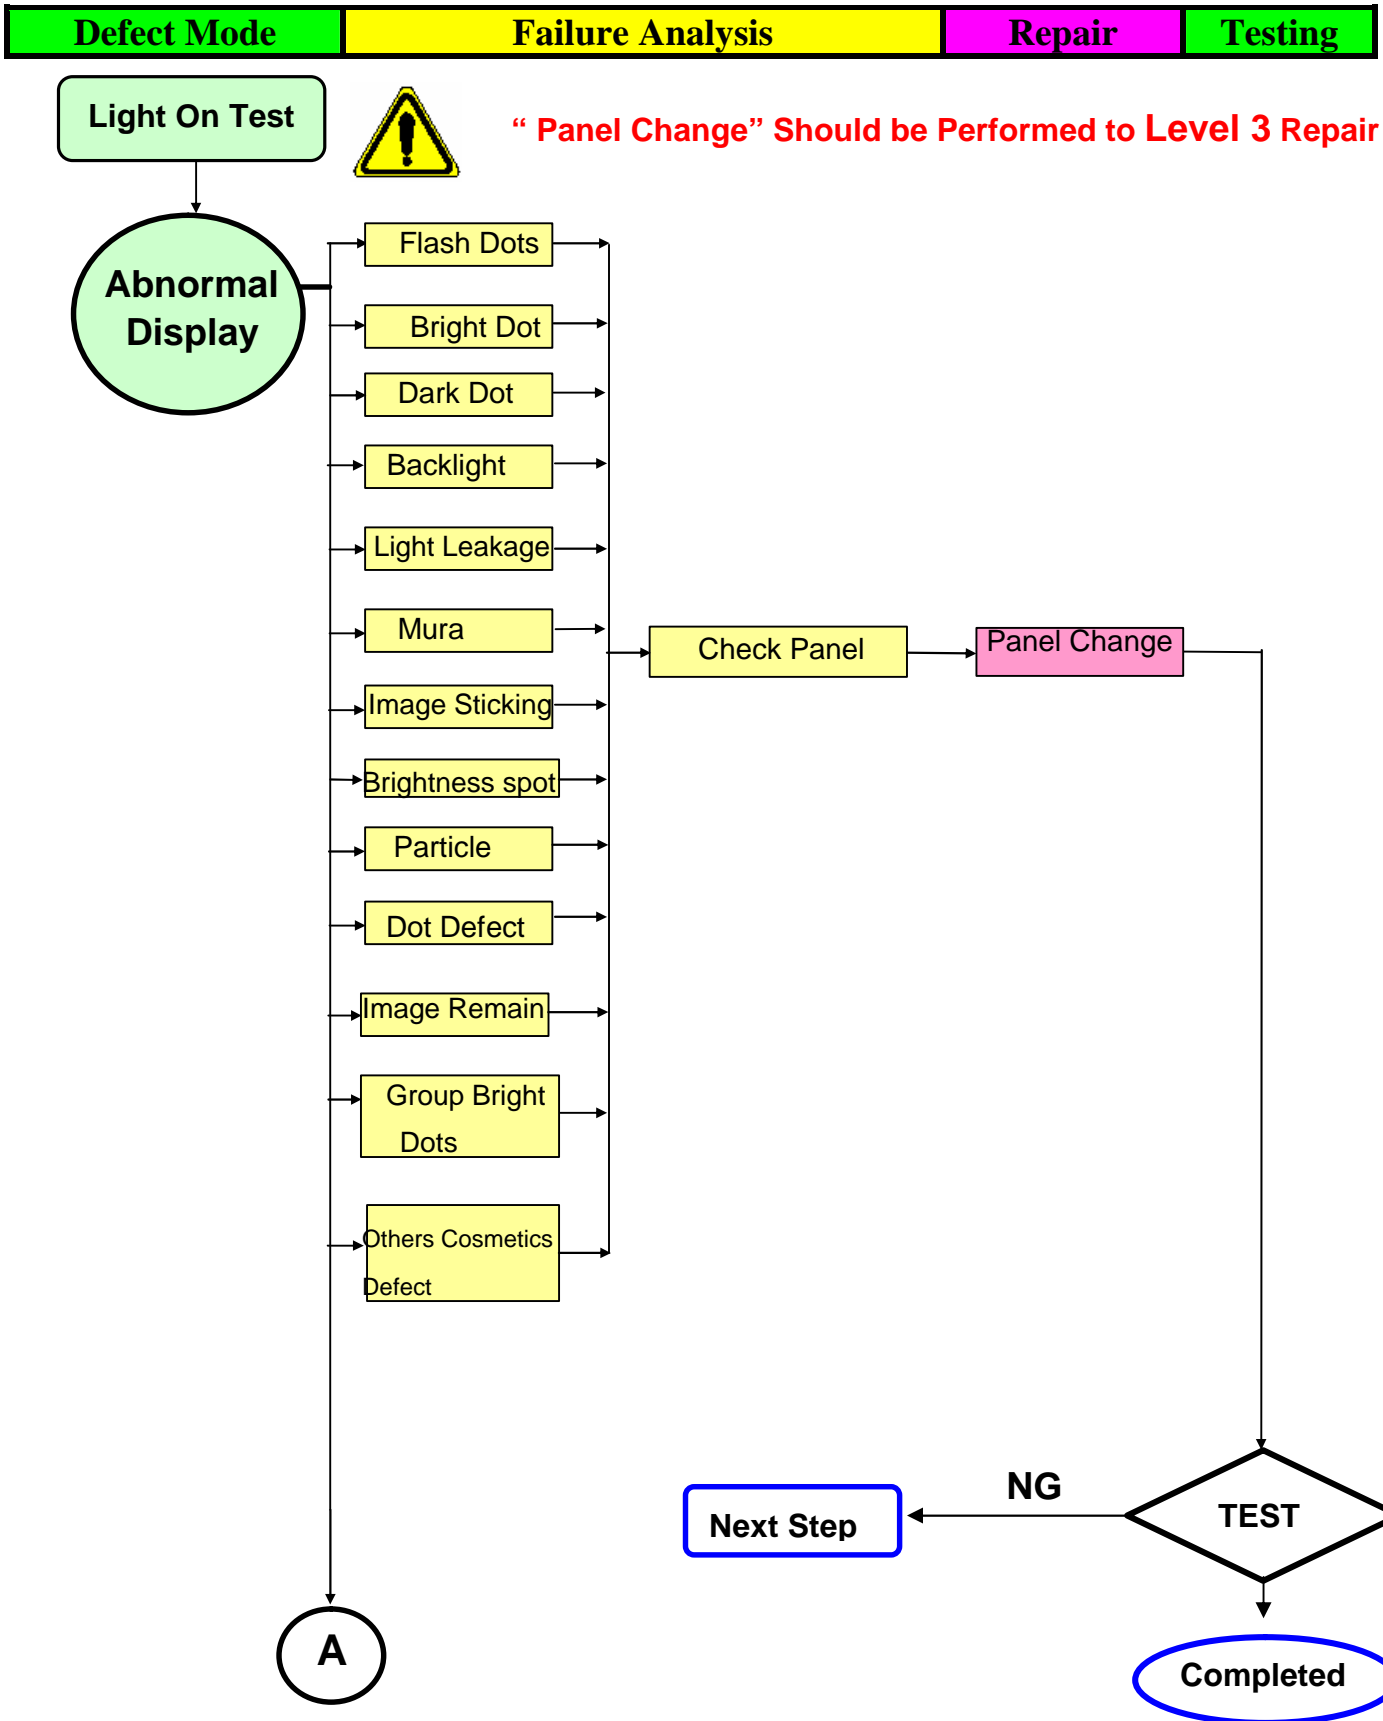 Defect Mode Failure Analysis Repair Testing
Light On Test
“ Panel Change” Should be Performed to Level 3 Repair
Abnormal
Display
Flash Dots
Bright Dot
Dark Dot
Backlight
Light Leakage
Mura
Check Panel
Panel Change
Image Sticking
Brightness spot
Particle
Dot Defect
Image Remain
Group Bright
Dots
Others Cosmetics
Defect
NG
Next Step
TEST
A
Completed